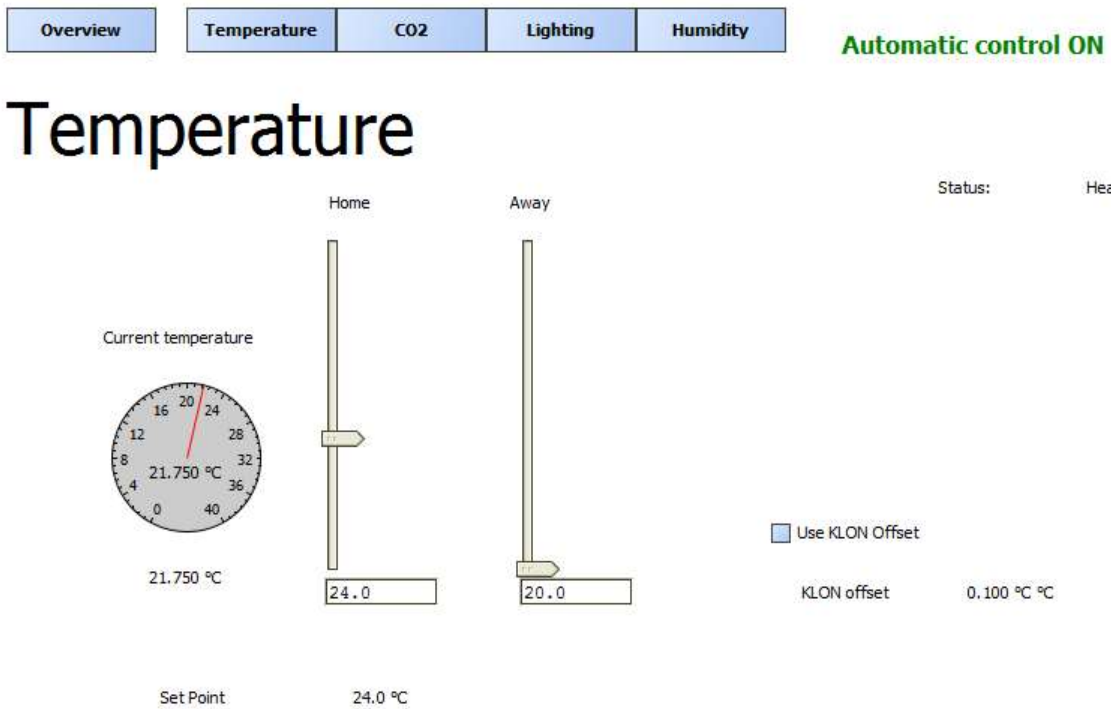 Overview Temperature CO2 Lighting Humidity
Automatic control ON
Temperature
Status: Hea
Home Away
Current temperature
20
16 24
12 28
8 32
21.750 °C
4 36
0 40
21.750 °C
24.0 20.0
Use KLON Offset
KLON offset 0.100 °C °C
Set Point 24.0 °C